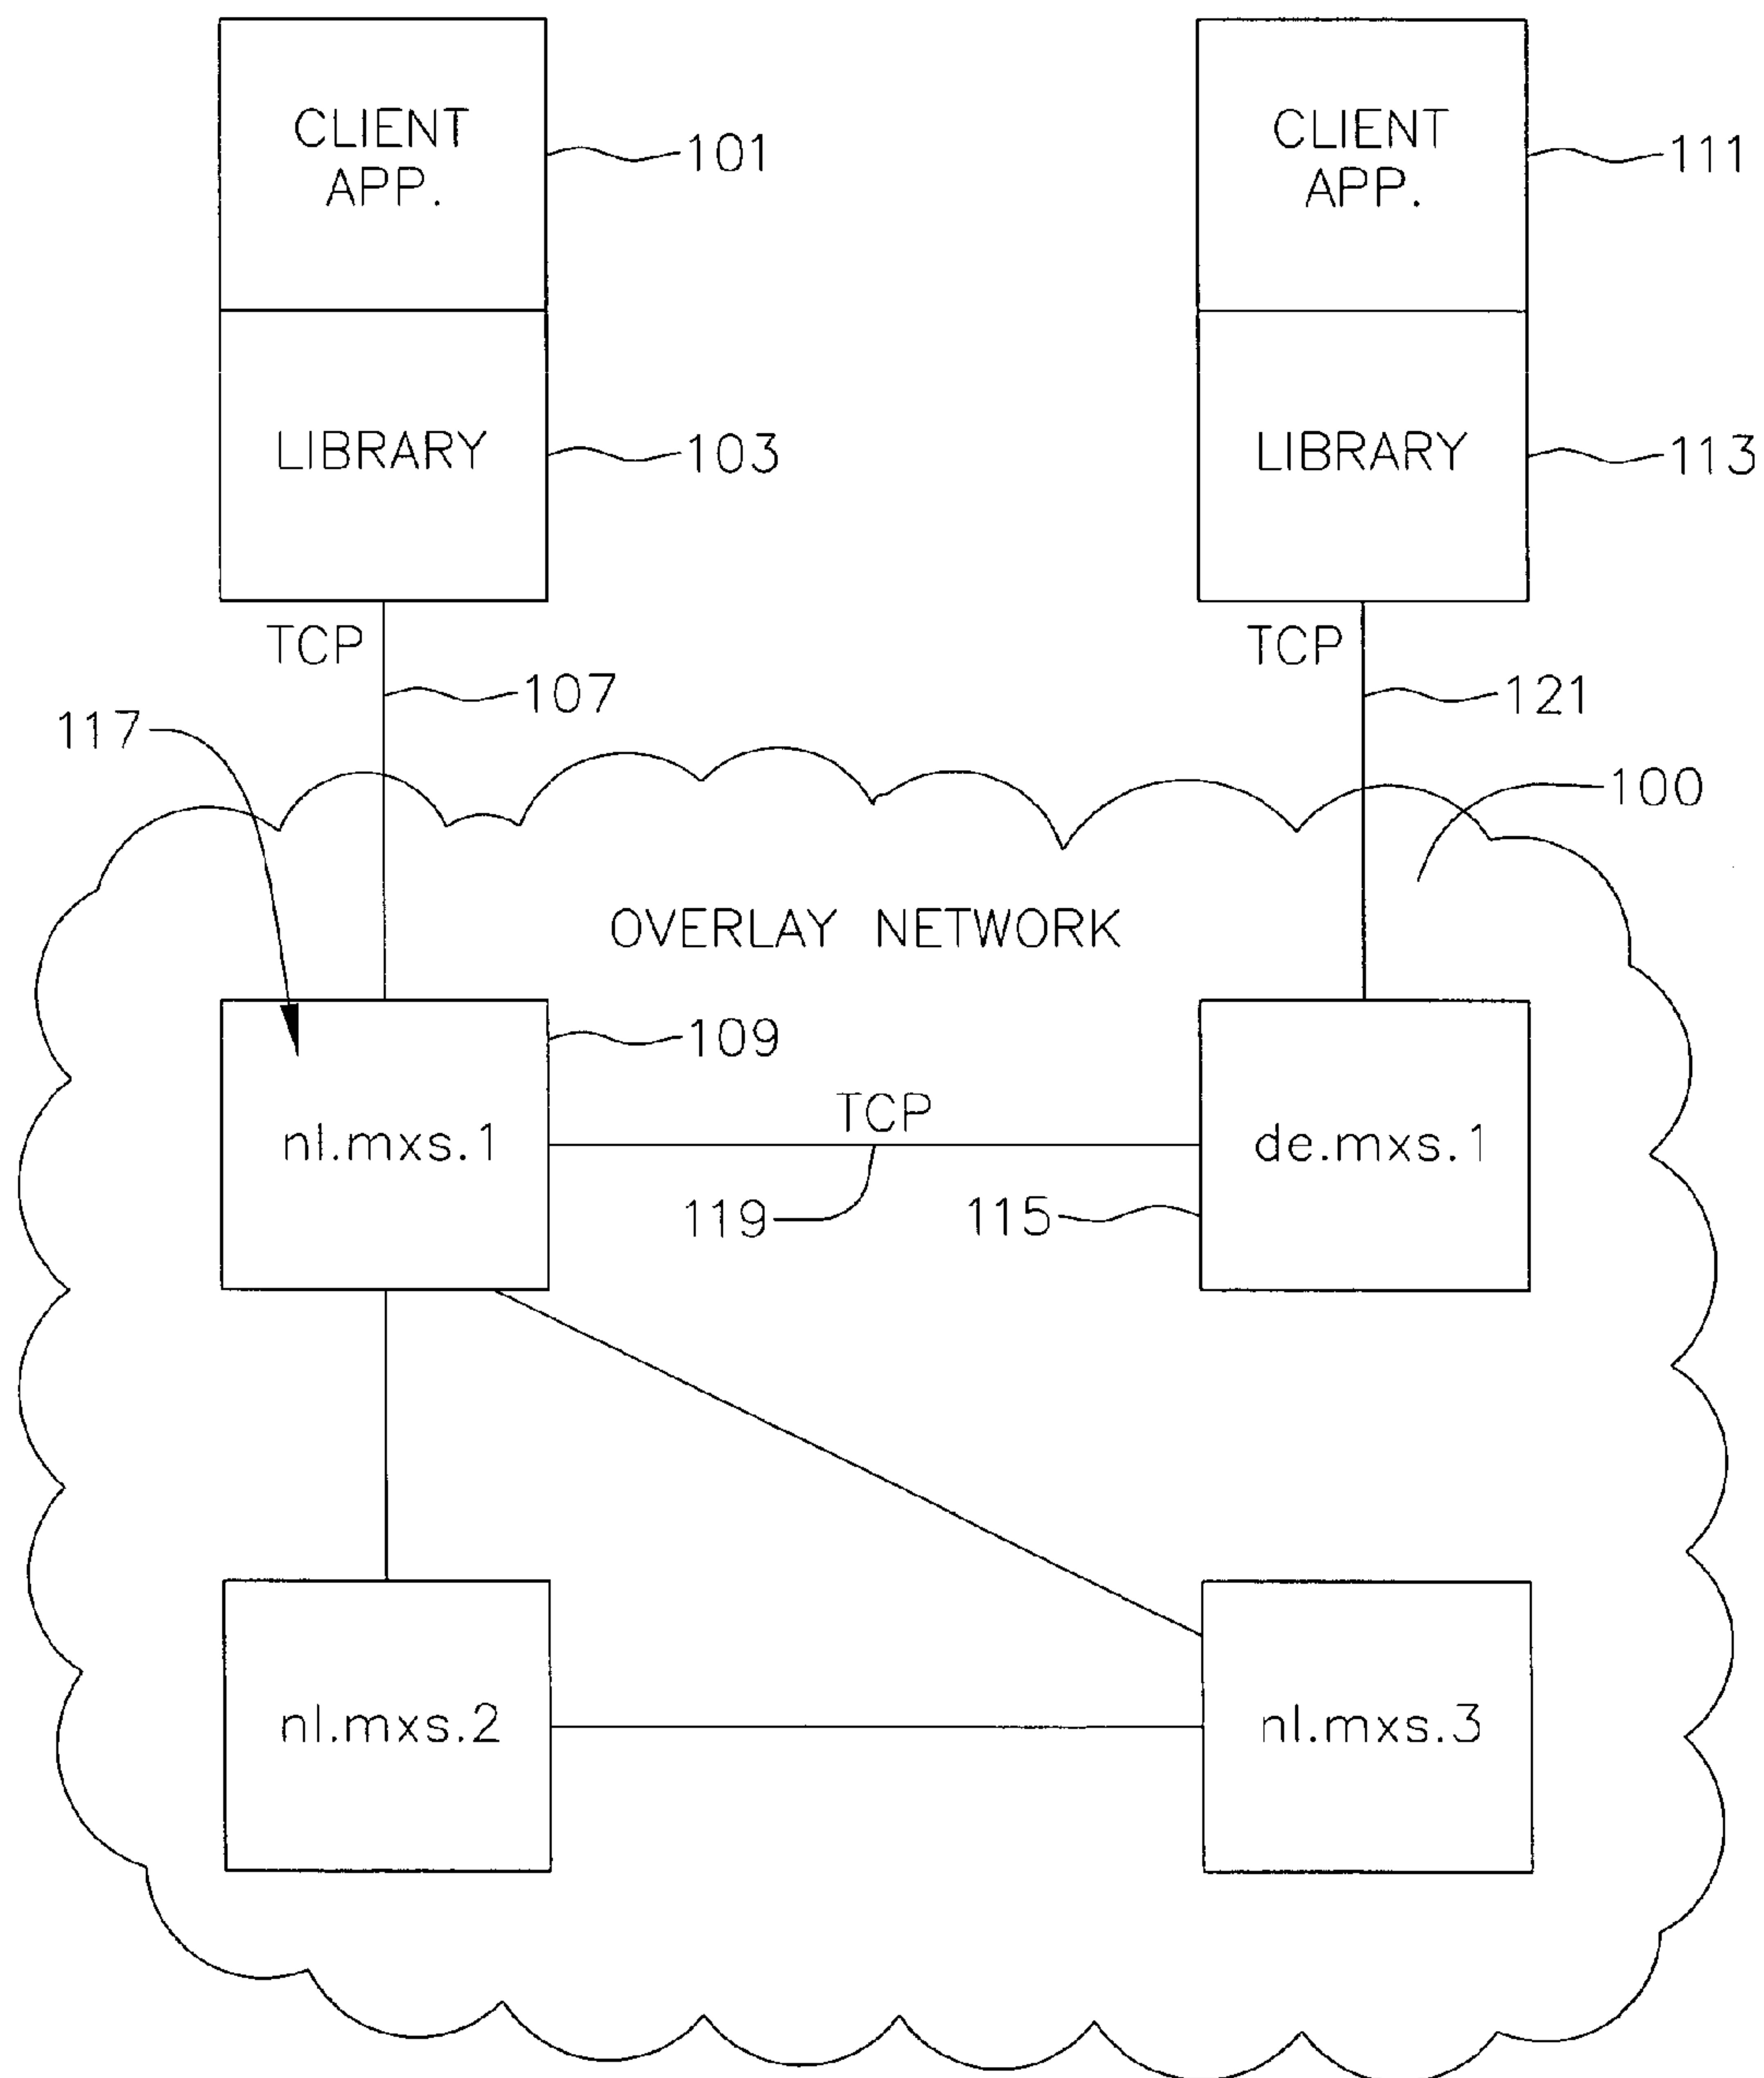 CLIENT
APP.
101
CLIENT
APP.
111
LIBRARY
103
LIBRARY
113
TCP
107
TCP
121
117
100
OVERLAY NETWORK
109
nl.mxs.1
TCP
de.mxs.1
119
115
nl.mxs.2
nl.mxs.3